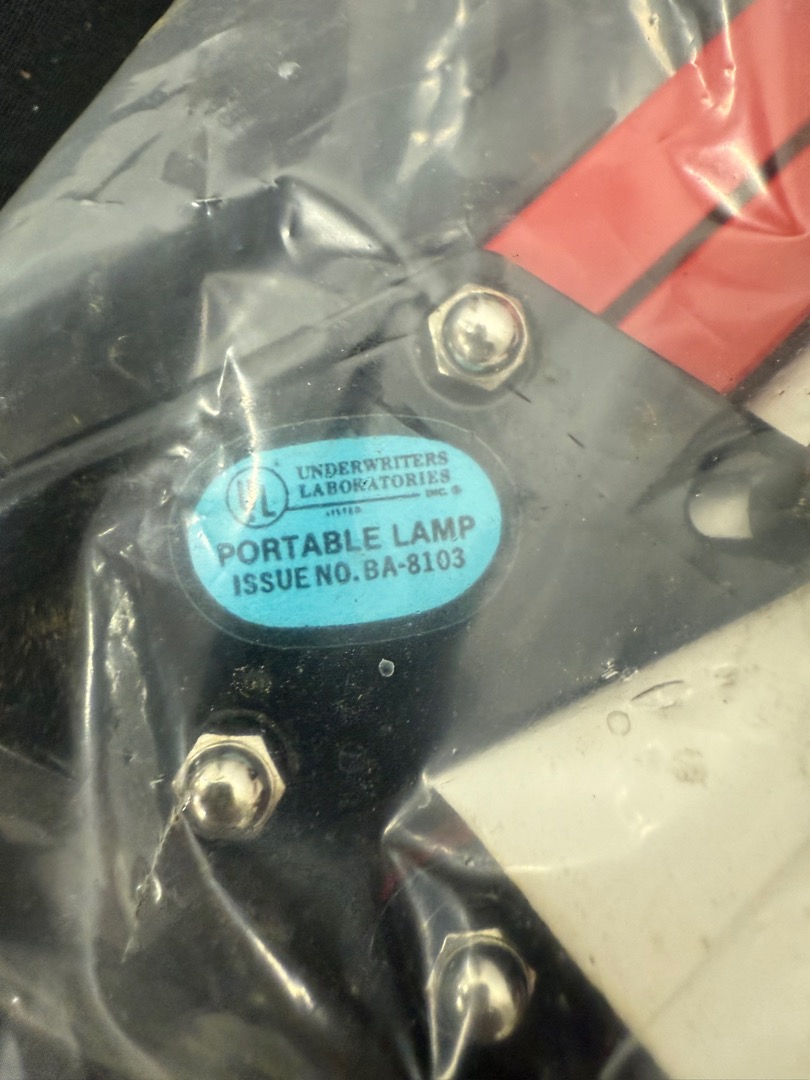 UL
UNDERWRITERS
LABORATORIES
INC. ®
LISTED
PORTABLE LAMP
ISSUE NO. BA-8103